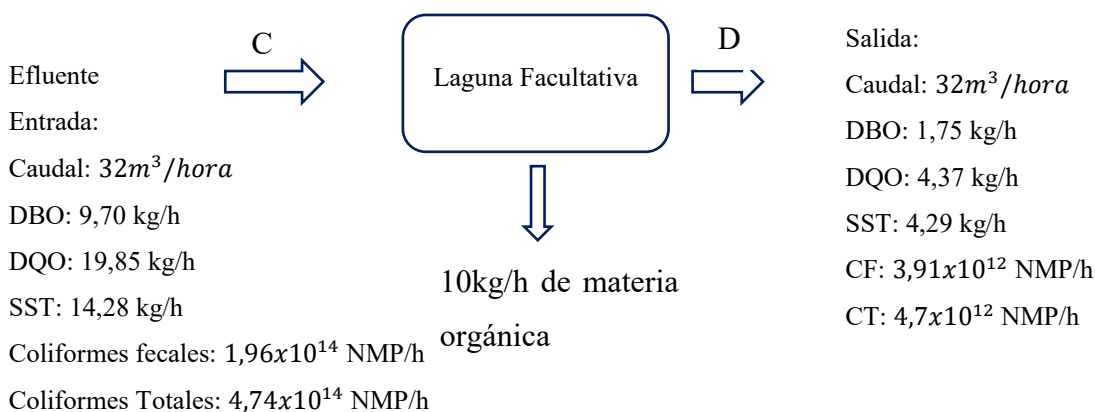 C
Efluente
Entrada:
Caudal: 32m³/hora
DBO: 9,70 kg/h
DQO: 19,85 kg/h
SST: 14,28 kg/h
Coliformes fecales: 1,96x10¹⁴ NMP/h
Coliformes Totales: 4,74x10¹⁴ NMP/h
Laguna Facultativa
10kg/h de materia
orgánica
D
Salida:
Caudal: 32m³/hora
DBO: 1,75 kg/h
DQO: 4,37 kg/h
SST: 4,29 kg/h
CF: 3,91x10¹² NMP/h
CT: 4,7x10¹² NMP/h